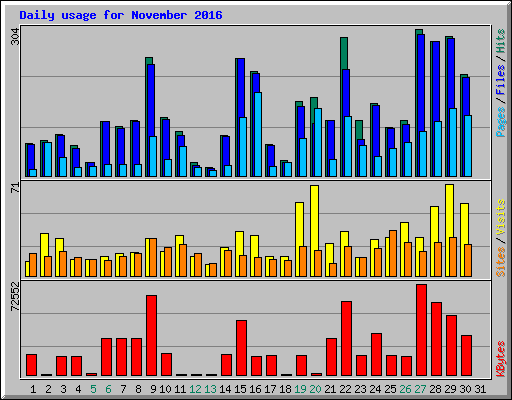 Daily usage for November 2016
304
Pages / Files / Hits
71
Sites / Visits
72552
KBytes
1 2 3 4 5 6 7 8 9 10 11 12 13 14 15 16 17 18 19 20 21 22 23 24 25 26 27 28 29 30 31